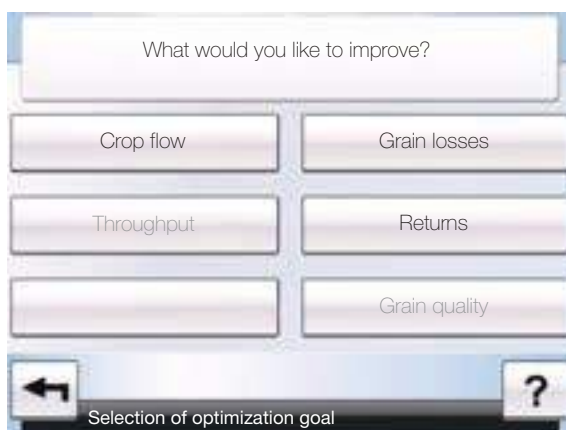 What would you like to improve?
Crop flow
Grain losses
Throughput
Returns
Grain quality
?
Selection of optimization goal